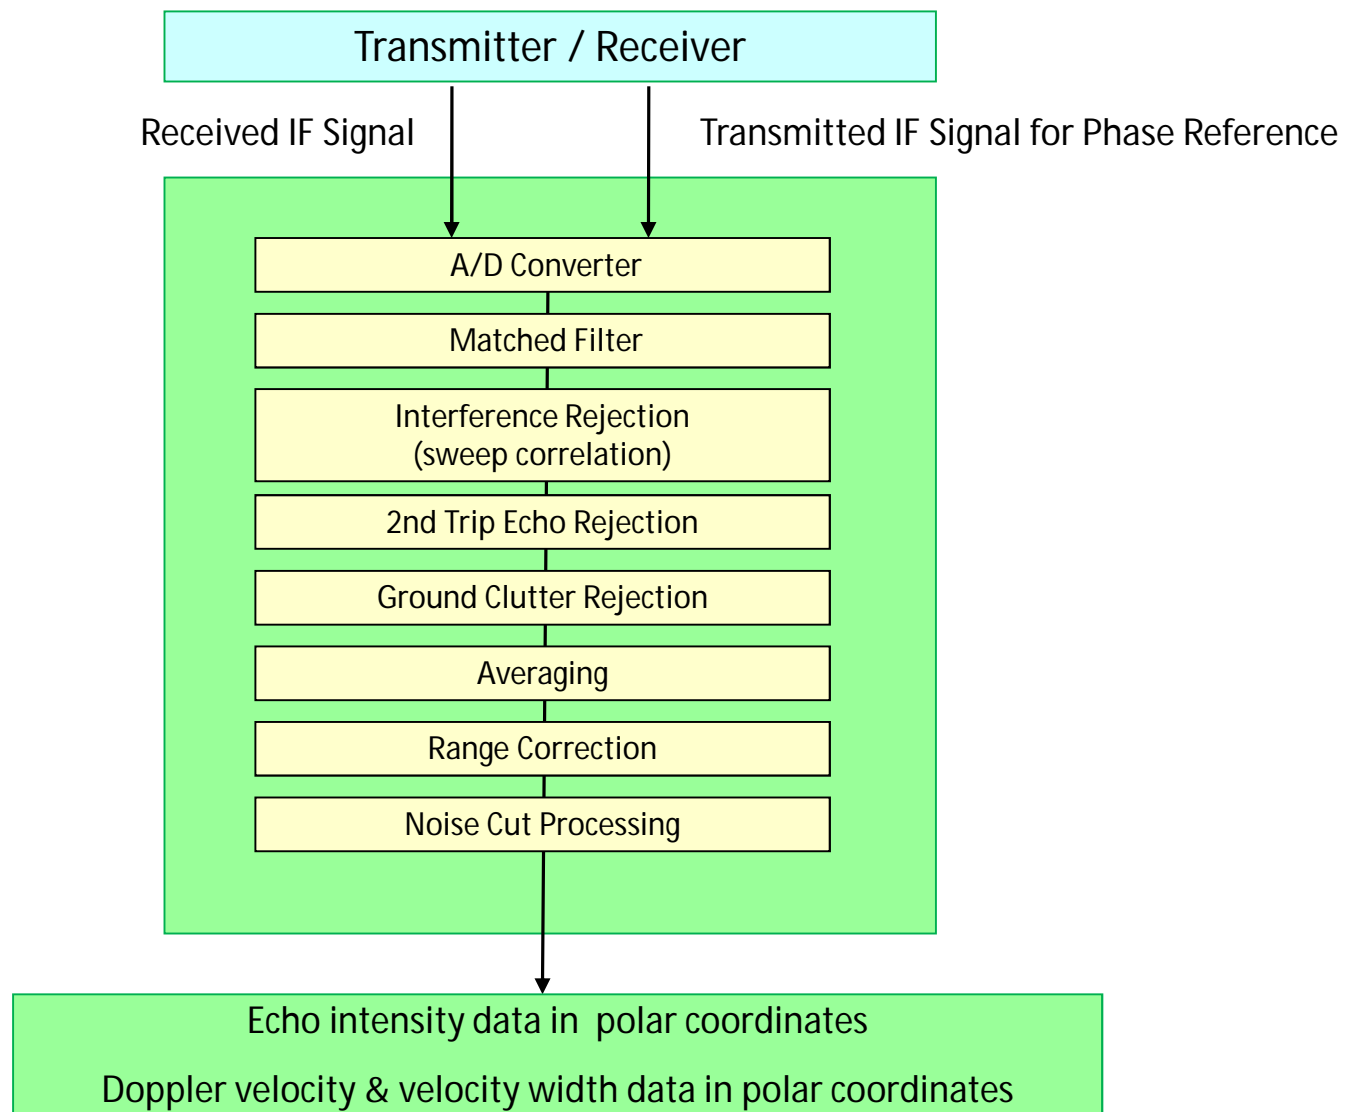 Transmitter / Receiver
Received IF Signal
Transmitted IF Signal for Phase Reference
A/D Converter
Matched Filter
Interference Rejection
(sweep correlation)
2nd Trip Echo Rejection
Ground Clutter Rejection
Averaging
Range Correction
Noise Cut Processing
Echo intensity data in polar coordinates
Doppler velocity & velocity width data in polar coordinates